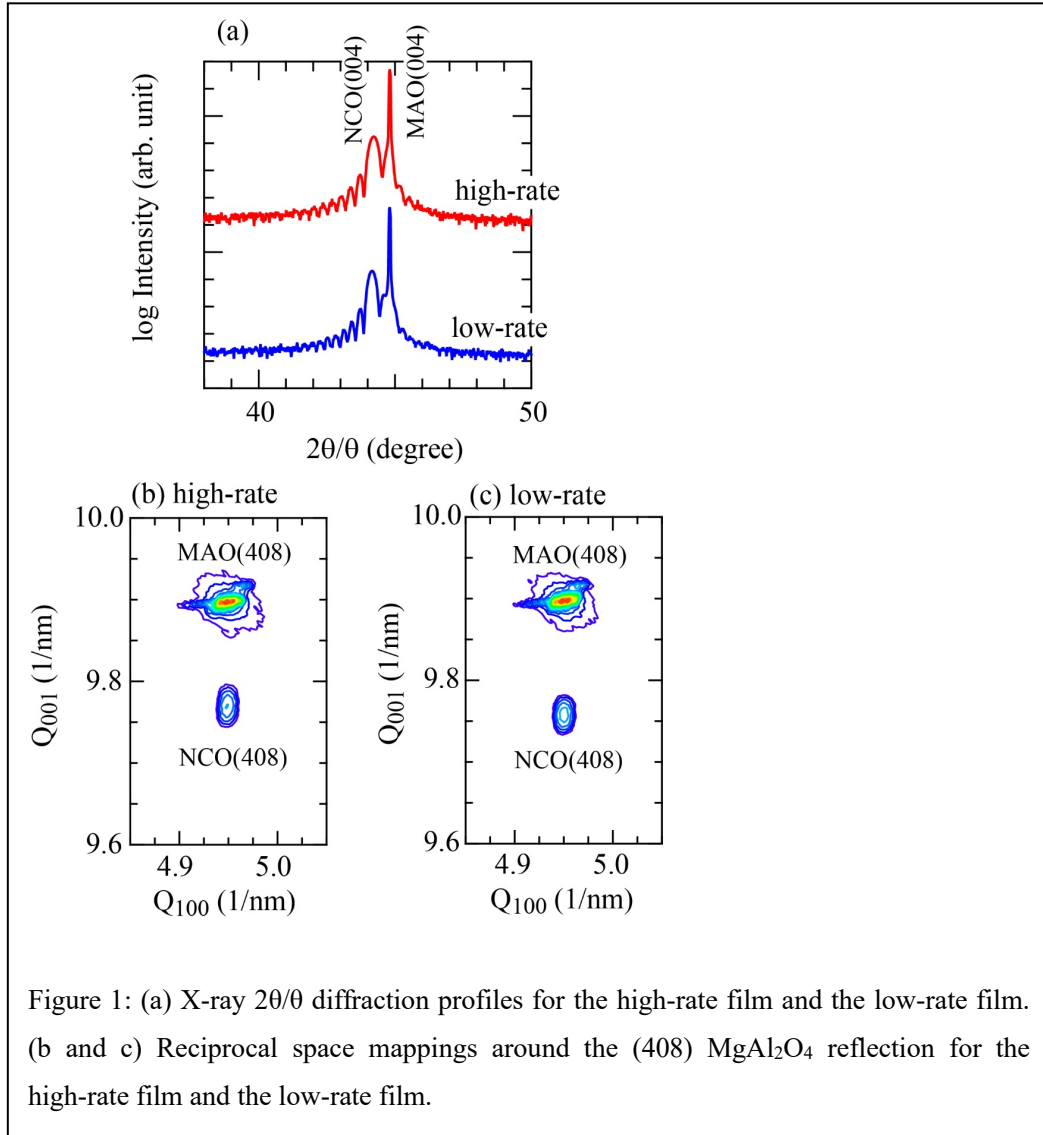 (a)
NCO(004)
MAO(004)
log Intensity (arb. unit)
high-rate
low-rate
40
50
2θ/θ (degree)
(b) high-rate
10.0
MAO(408)
Q₀₀₁ (1/nm)
9.8
NCO(408)
9.6
4.9
5.0
Q₁₀₀ (1/nm)
(c) low-rate
10.0
MAO(408)
Q₀₀₁ (1/nm)
9.8
NCO(408)
9.6
4.9
5.0
Q₁₀₀ (1/nm)
Figure 1: (a) X-ray 2θ/θ diffraction profiles for the high-rate film and the low-rate film.
(b and c) Reciprocal space mappings around the (408) MgAl₂O₄ reflection for the
high-rate film and the low-rate film.